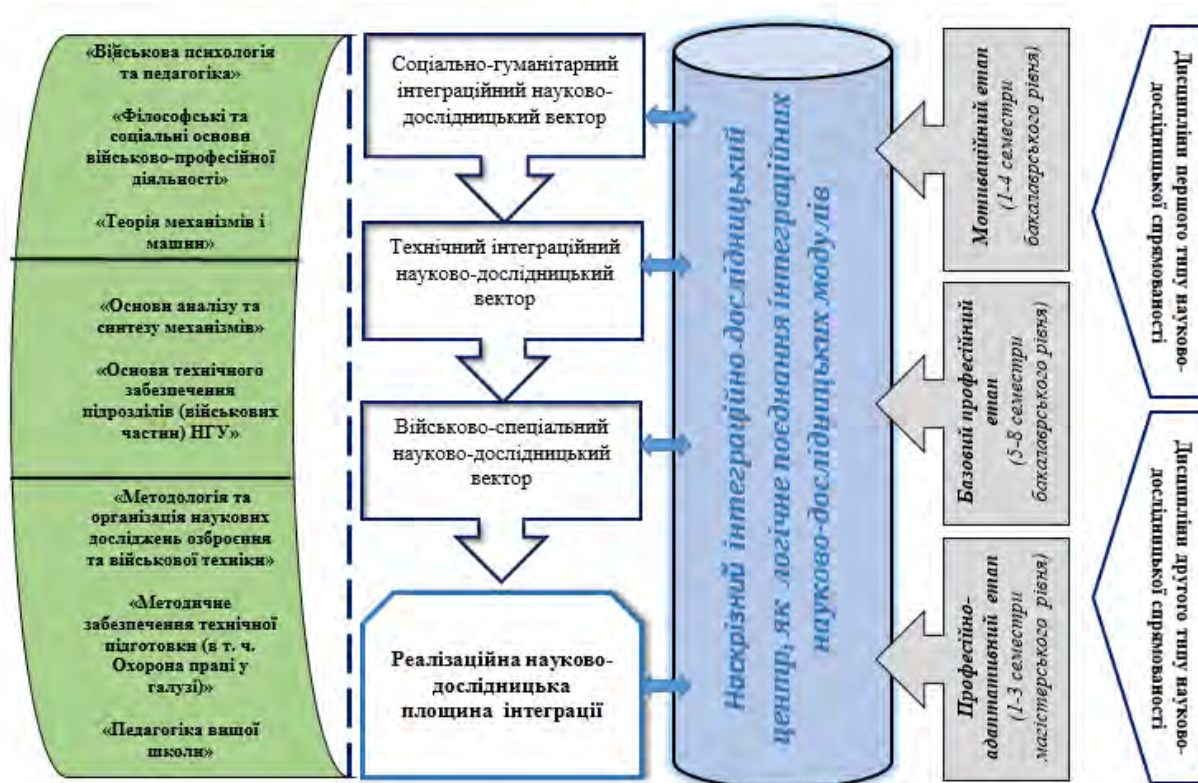 «Військова психологія
та педагогіка»
«Філософські та
соціальні основи
військово-професійної
діяльності»
«Теорія механізмів і
машин»
«Основи аналізу та
синтезу механізмів»
«Основи технічного
забезпечення
підрозділів (військових
частин) НГУ»
«Методологія та
організація наукових
досліджень озброєння
та військової техніки»
«Методичне
забезпечення технічної
підготовки (в т. ч.
Охорона праці у
галузі)»
«Педагогіка вищої
школи»
Соціально-гуманітарний
інтеграційний науково-
дослідницький вектор
Технічний інтеграційний
науково-дослідницький
вектор
Військово-спеціальний
науково-дослідницький
вектор
Реалізаційна науково-
дослідницька
площина інтеграції
Наскрізний інтеграційно-дослідницький
центр, як логічне поєднання інтеграційних
науково-дослідницьких модулів
Мотиваційний етап
(1-4 семестри
бакалаврського рівня)
Базовий професійний
етап
(5-8 семестри
бакалаврського рівня)
Професійно-
адаптативний етап
(1-3 семестри
магістерського рівня)
Дисципліни першого типу науково-
дослідницької спрямованості
Дисципліни другого типу науково-
дослідницької спрямованості